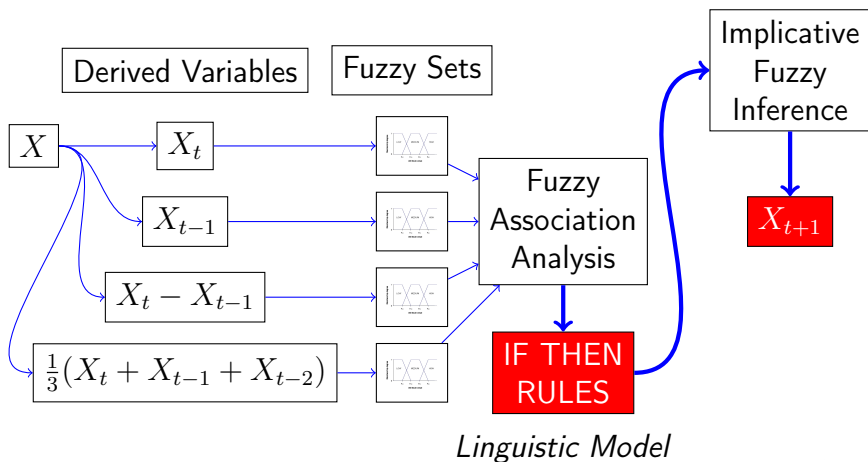 Derived Variables
Fuzzy Sets
Implicative
Fuzzy
Inference
X
X_t
X_{t−1}
X_t − X_{t−1}
\frac{1}{3}(X_t + X_{t−1} + X_{t−2})
Fuzzy
Association
Analysis
IF THEN
RULES
Linguistic Model
X_{t+1}